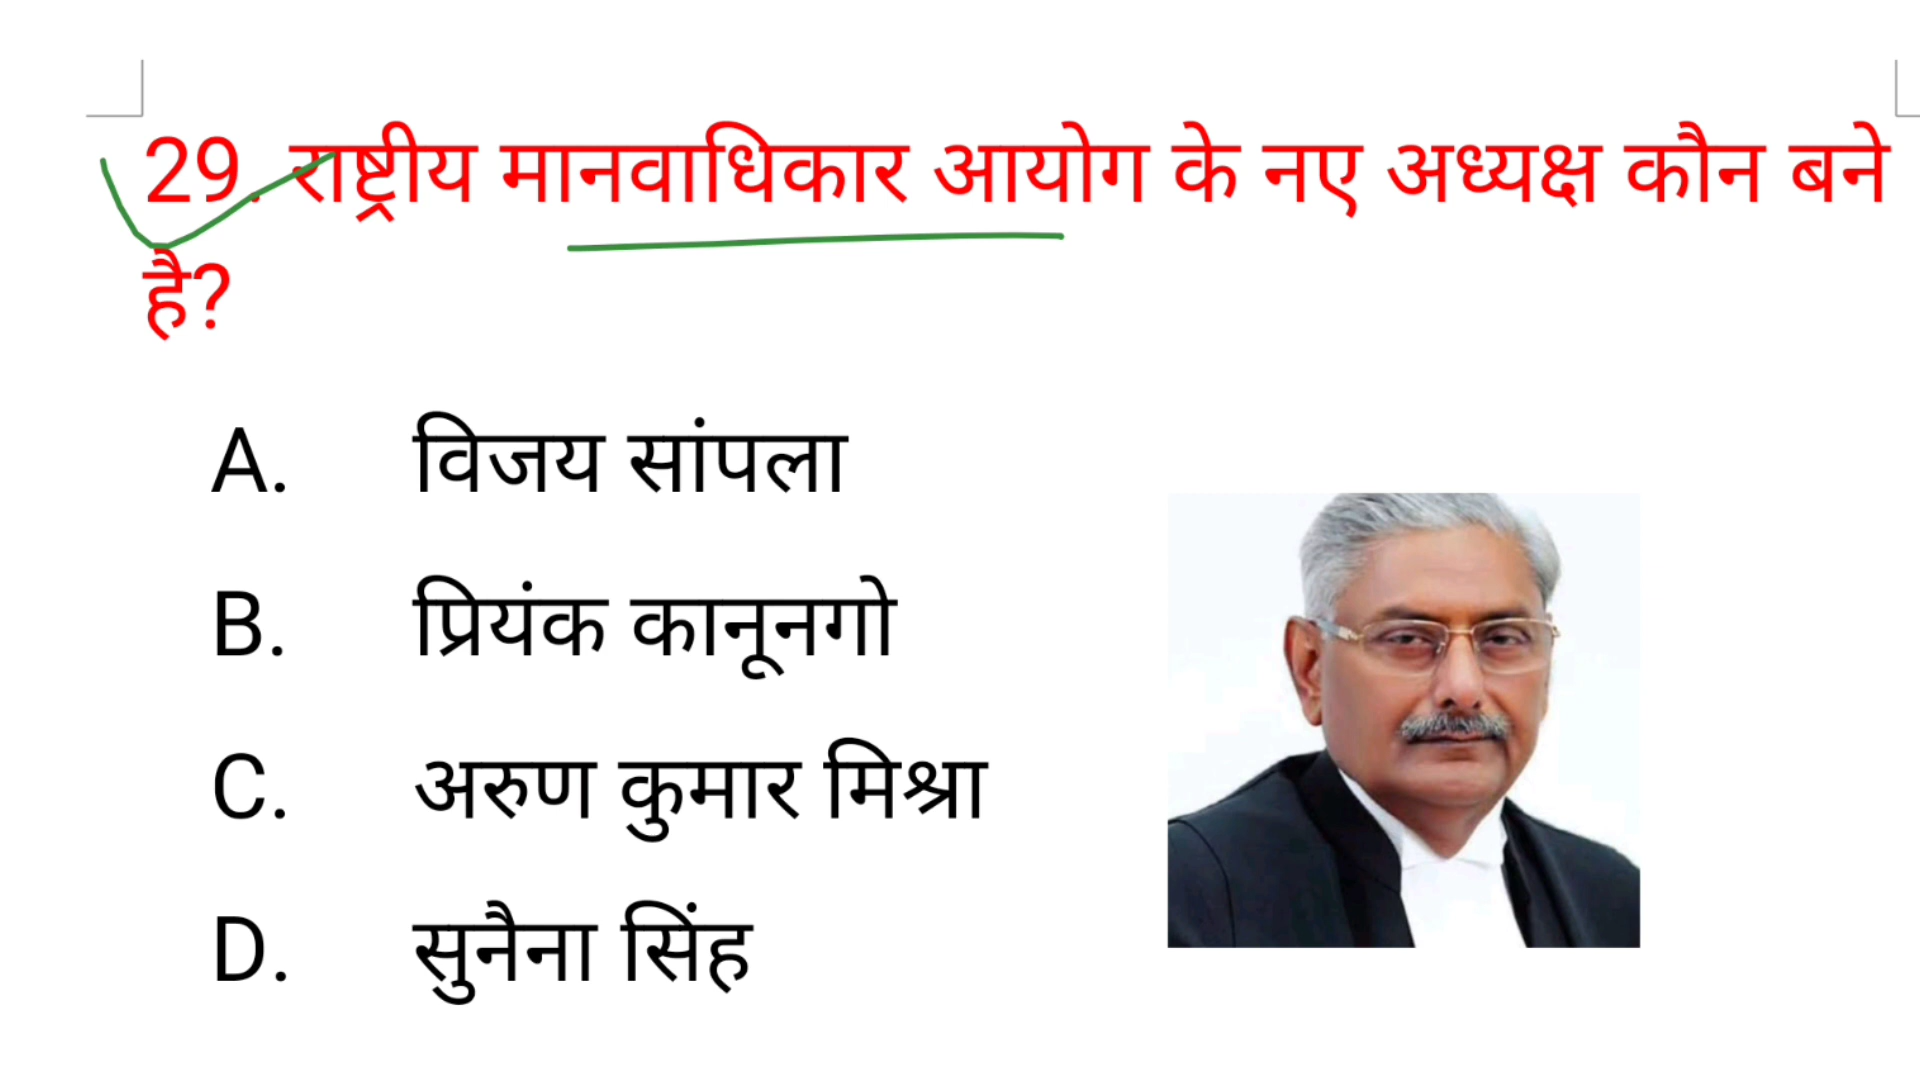 29. राष्ट्रीय मानवाधिकार आयोग के नए अध्यक्ष कौन बने
है?
A. विजय सांपला
B. प्रियंक कानूनगो
C. अरुण कुमार मिश्रा
D. सुनैना सिंह